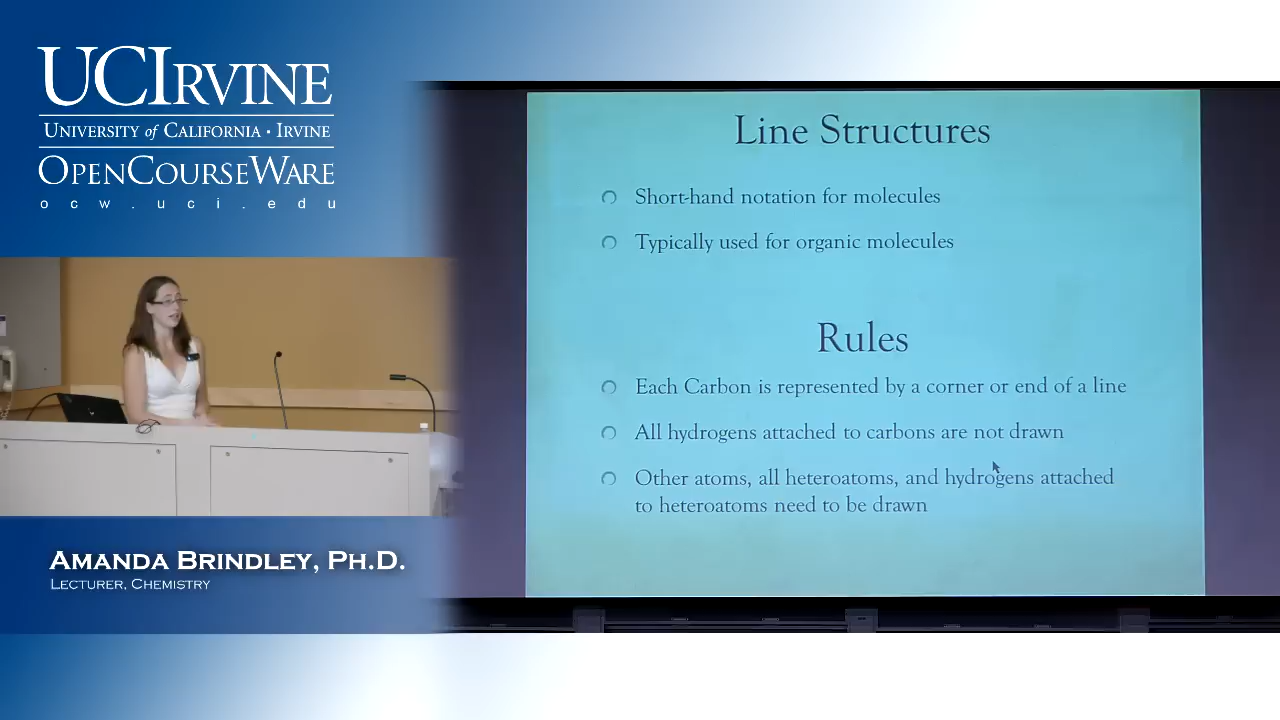 UCIRVINE
UNIVERSITY of CALIFORNIA · IRVINE
OPENCOURSEWARE
ocw.uci.edu
AMANDA BRINDLEY, PH.D.
LECTURER, CHEMISTRY
Line Structures
Short-hand notation for molecules
Typically used for organic molecules
Rules
Each Carbon is represented by a corner or end of a line
All hydrogens attached to carbons are not drawn
Other atoms, all heteroatoms, and hydrogens attached
to heteroatoms need to be drawn